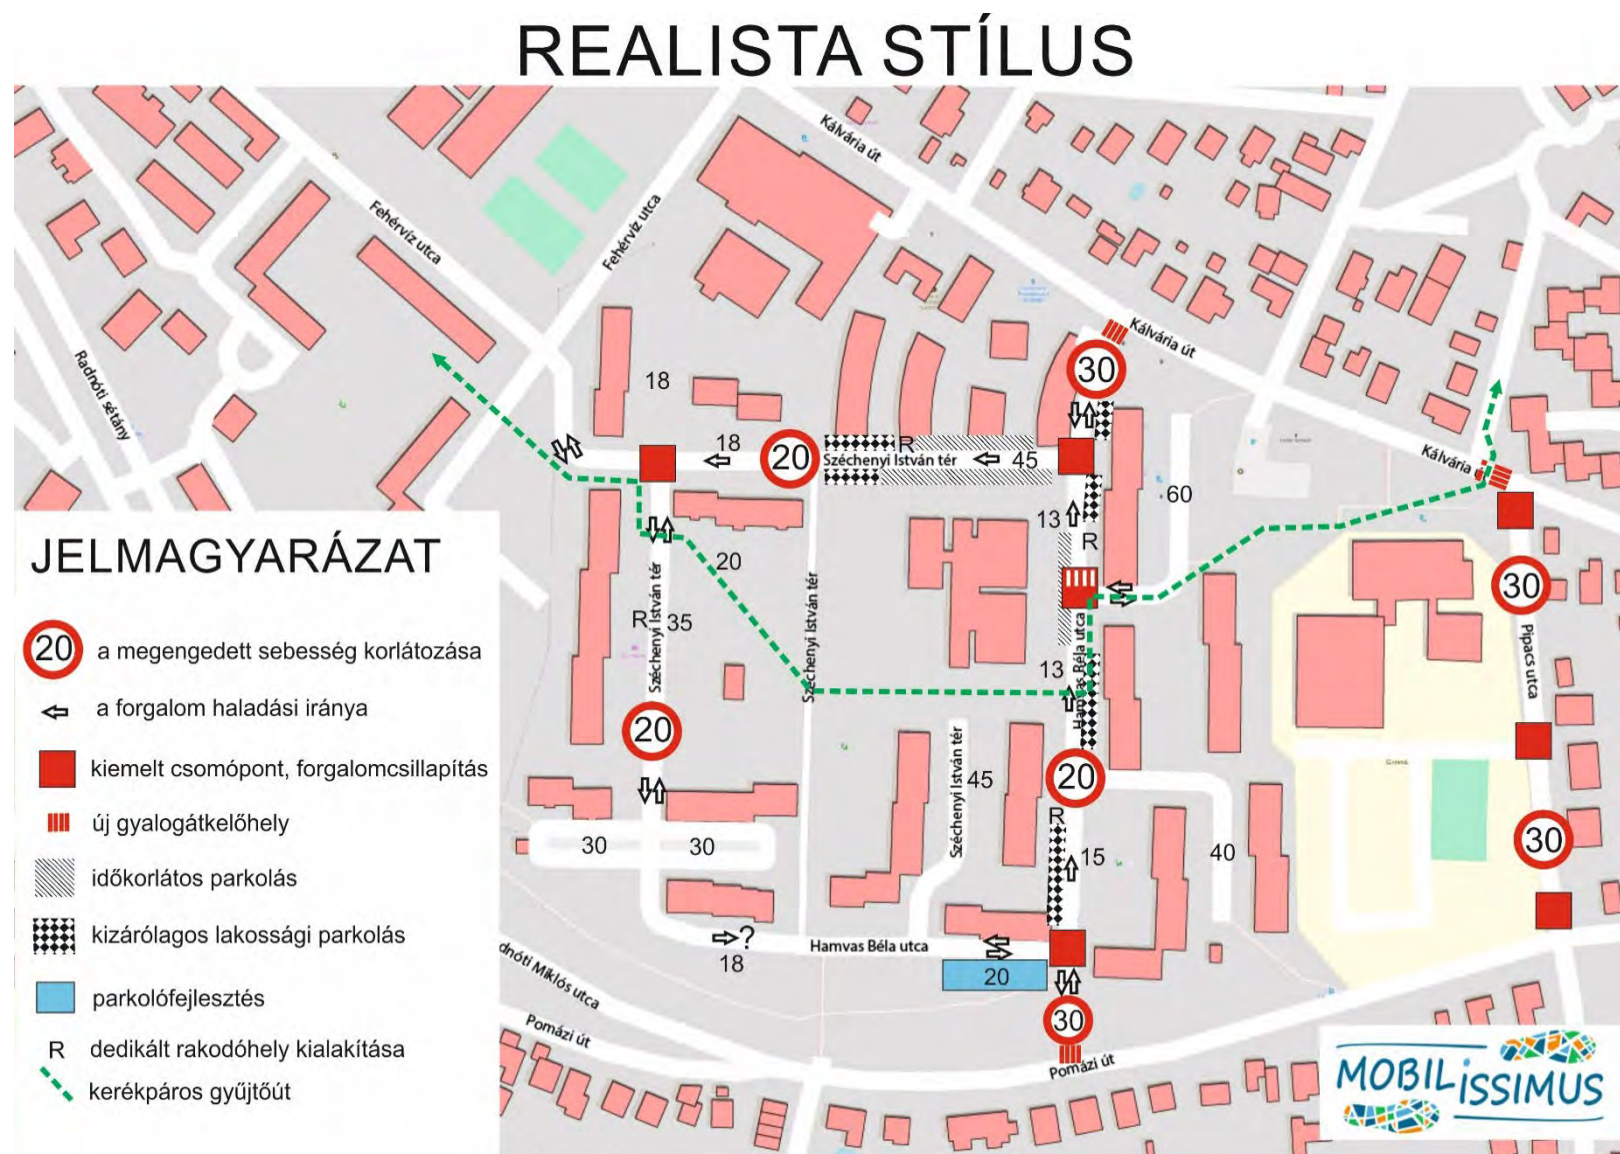 REALISTA STÍLUS
Kálvária út
Fehérvíz utca
Fehérvíz utca
Radnóti sétány
Kálvária út
30
18
18
20
R
Széchenyi István tér
45
Kálvária ú
60
13
R
20
30
Széchenyi István tér
Széchenyi István tér
R
35
Hamvas Béla utca
Pipacs utca
13
20
Széchenyi István tér
45
20
R
30
30
30
15
40
?
18
Hamvas Béla utca
20
dnóti Miklós utca
30
Pomázi út
Pomázi út
JELMAGYARÁZAT
20 a megengedett sebesség korlátozása
a forgalom haladási iránya
kiemelt csomópont, forgalomcsillapítás
új gyalogátkelőhely
időkorlátos parkolás
kizárólagos lakossági parkolás
parkolófejlesztés
R dedikált rakodóhely kialakítása
kerékpáros gyűjtőút
MOBILISSIMUS